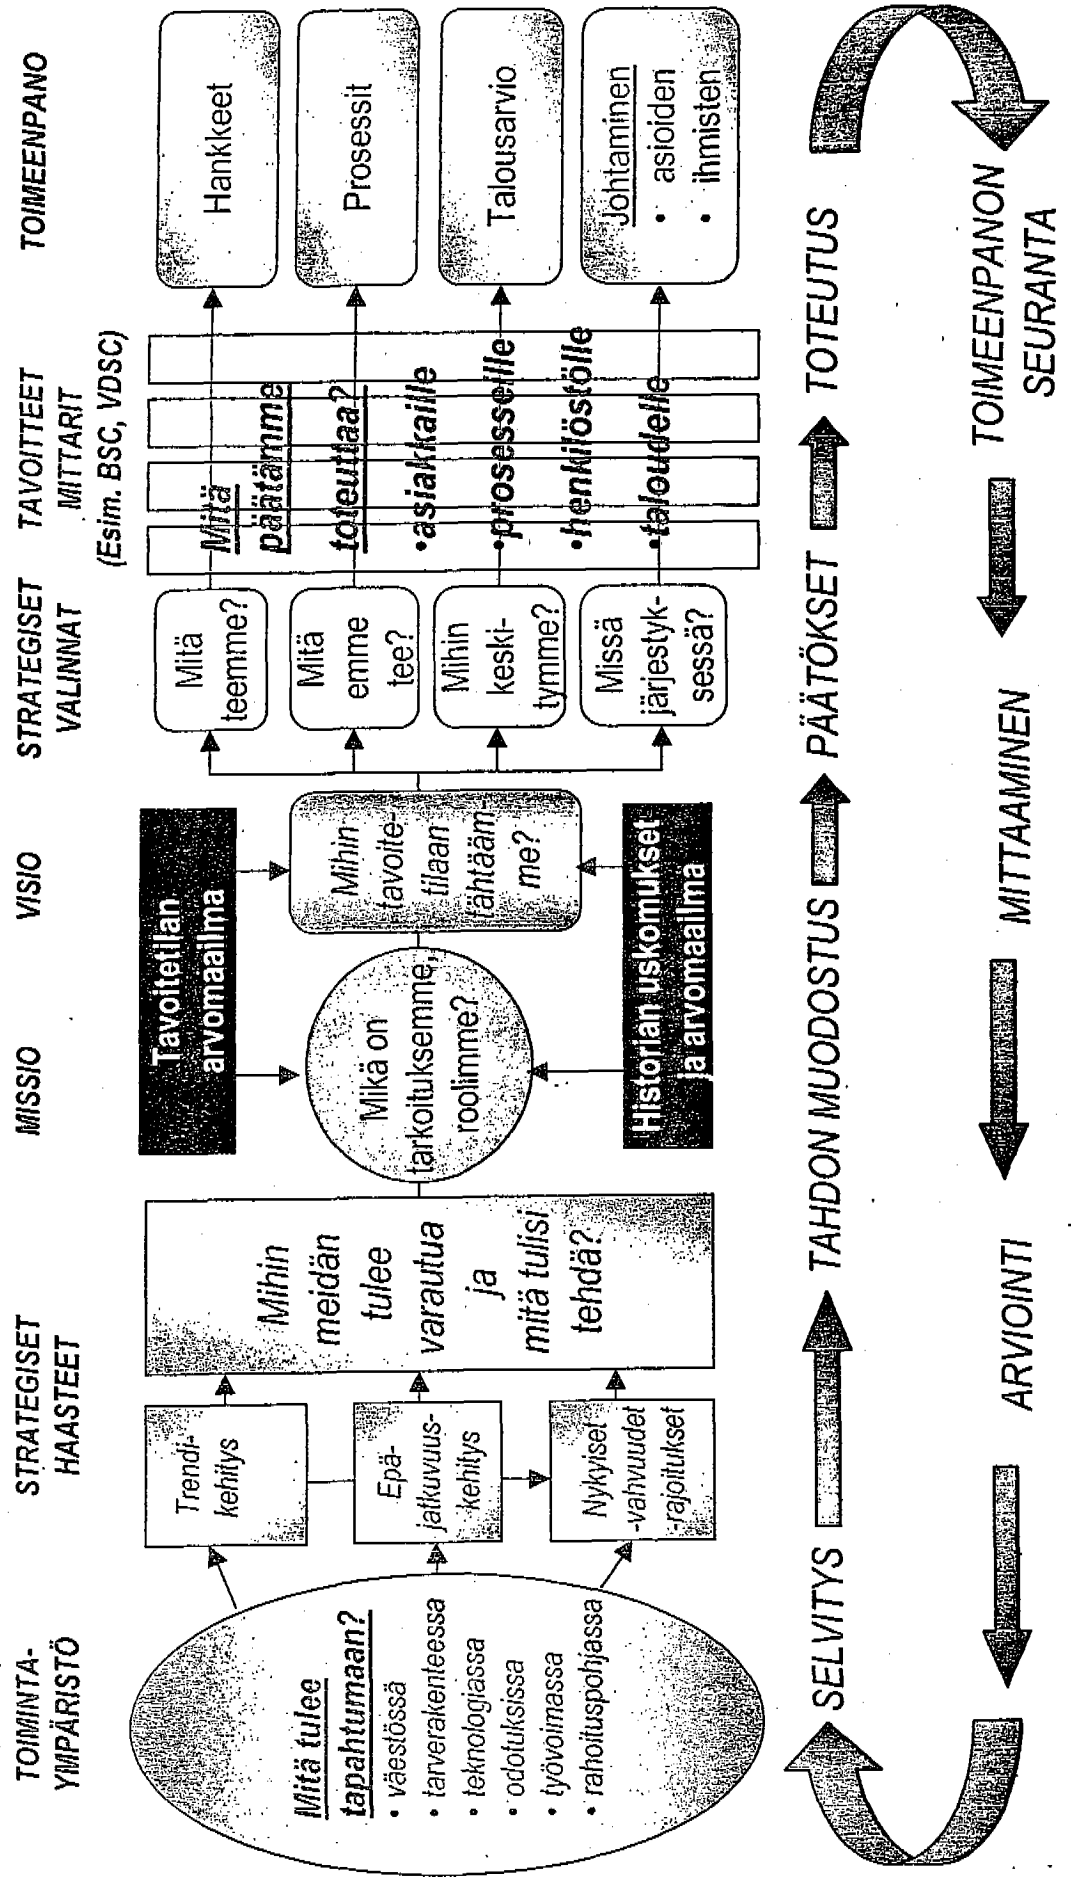 TOIMINTA-
YMPÄRISTÖ
STRATEGISET
HAASTEET
MISSIO
VISIO
STRATEGISET
VALINNAT
TAVOITTEET
MITTARIT
(Esim. BSC, VDSC)
TOIMEENPANO
Mitä tulee
tapahtumaan?
• väestössä
• tarverakenteessa
• teknologiassa
• odotuksissa
• työvoimassa
• rahoituspohjassa
Trendi-
kehitys
Epä-
jatkuvuus-
kehitys
Nykyiset
-vahvuudet
-rajoitukset
Mihin
meidän
tulee
varautua
ja
mitä tulisi
tehdä?
Tavoitetilan
arvomaailma
Mikä on
tarkoituksemme,
roolimme?
Historian uskomukset
ja arvomaailma
Mihin
tavoite-
tilaan
tähtääm-
me?
Mitä
teemme?
Mitä
emme
tee?
Mihin
keski-
tymme?
Missä
järjestyk-
sessä?
Mitä
päätämme
toteuttaa?
•asiakkaille
•prosesseille
•henkilöstölle
•taloudelle
Hankkeet
Prosessit
Talousarvio
Johtaminen
• asioiden
• ihmisten
SELVITYS
TAHDON MUODOSTUS
PÄÄTÖKSET
TOTEUTUS
TOIMEENPANON
SEURANTA
MITTAAMINEN
ARVIOINTI